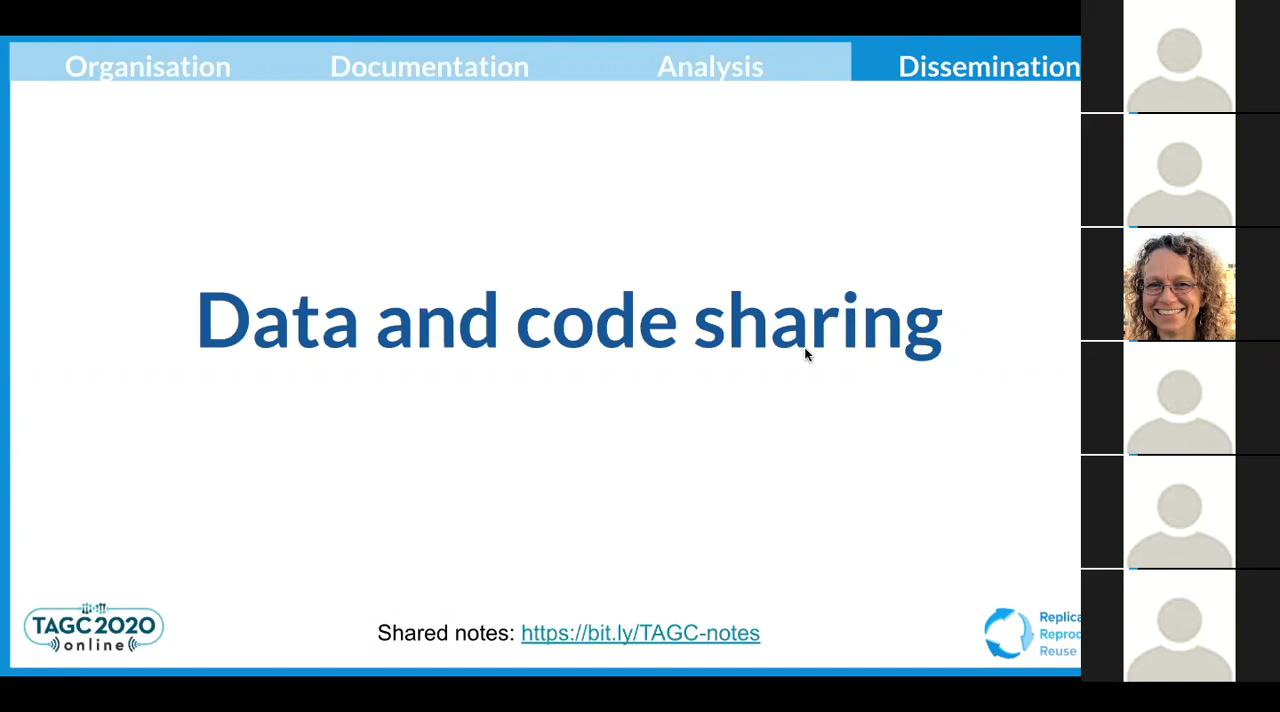 Organisation Documentation Analysis Dissemination
Data and code sharing
TAGC 2020
online
Shared notes: https://bit.ly/TAGC-notes
Replica
Reprod
Reuse